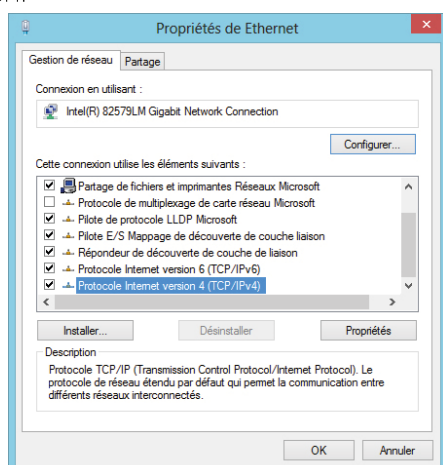 Propriétés de Ethernet
Gestion de réseau
Partage
Connexion en utilisant :
Intel(R) 82579LM Gigabit Network Connection
Configurer...
Cette connexion utilise les éléments suivants :
Partage de fichiers et imprimantes Réseaux Microsoft
Protocole de multiplexage de carte réseau Microsoft
Pilote de protocole LLDP Microsoft
Pilote E/S Mappage de découverte de couche liaison
Répondeur de découverte de couche de liaison
Protocole Internet version 6 (TCP/IPv6)
Protocole Internet version 4 (TCP/IPv4)
Installer...
Désinstaller
Propriétés
Description
Protocole TCP/IP (Transmission Control Protocol/Internet Protocol). Le
protocole de réseau étendu par défaut qui permet la communication entre
différents réseaux interconnectés.
OK
Annuler